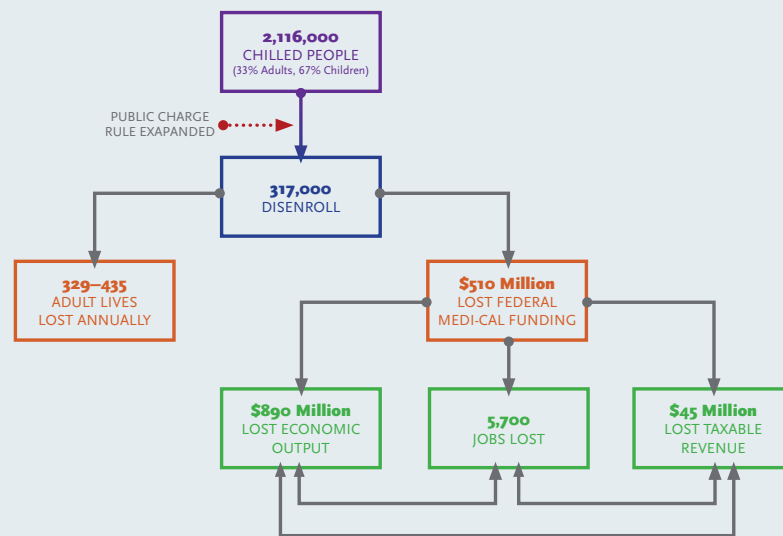 2,116,000
CHILLED PEOPLE
(33% Adults, 67% Children)
PUBLIC CHARGE
RULE EXAPANDED
317,000
DISENROLL
329–435
ADULT LIVES
LOST ANNUALLY
$510 Million
LOST FEDERAL
MEDI-CAL FUNDING
$890 Million
LOST ECONOMIC
OUTPUT
5,700
JOBS LOST
$45 Million
LOST TAXABLE
REVENUE